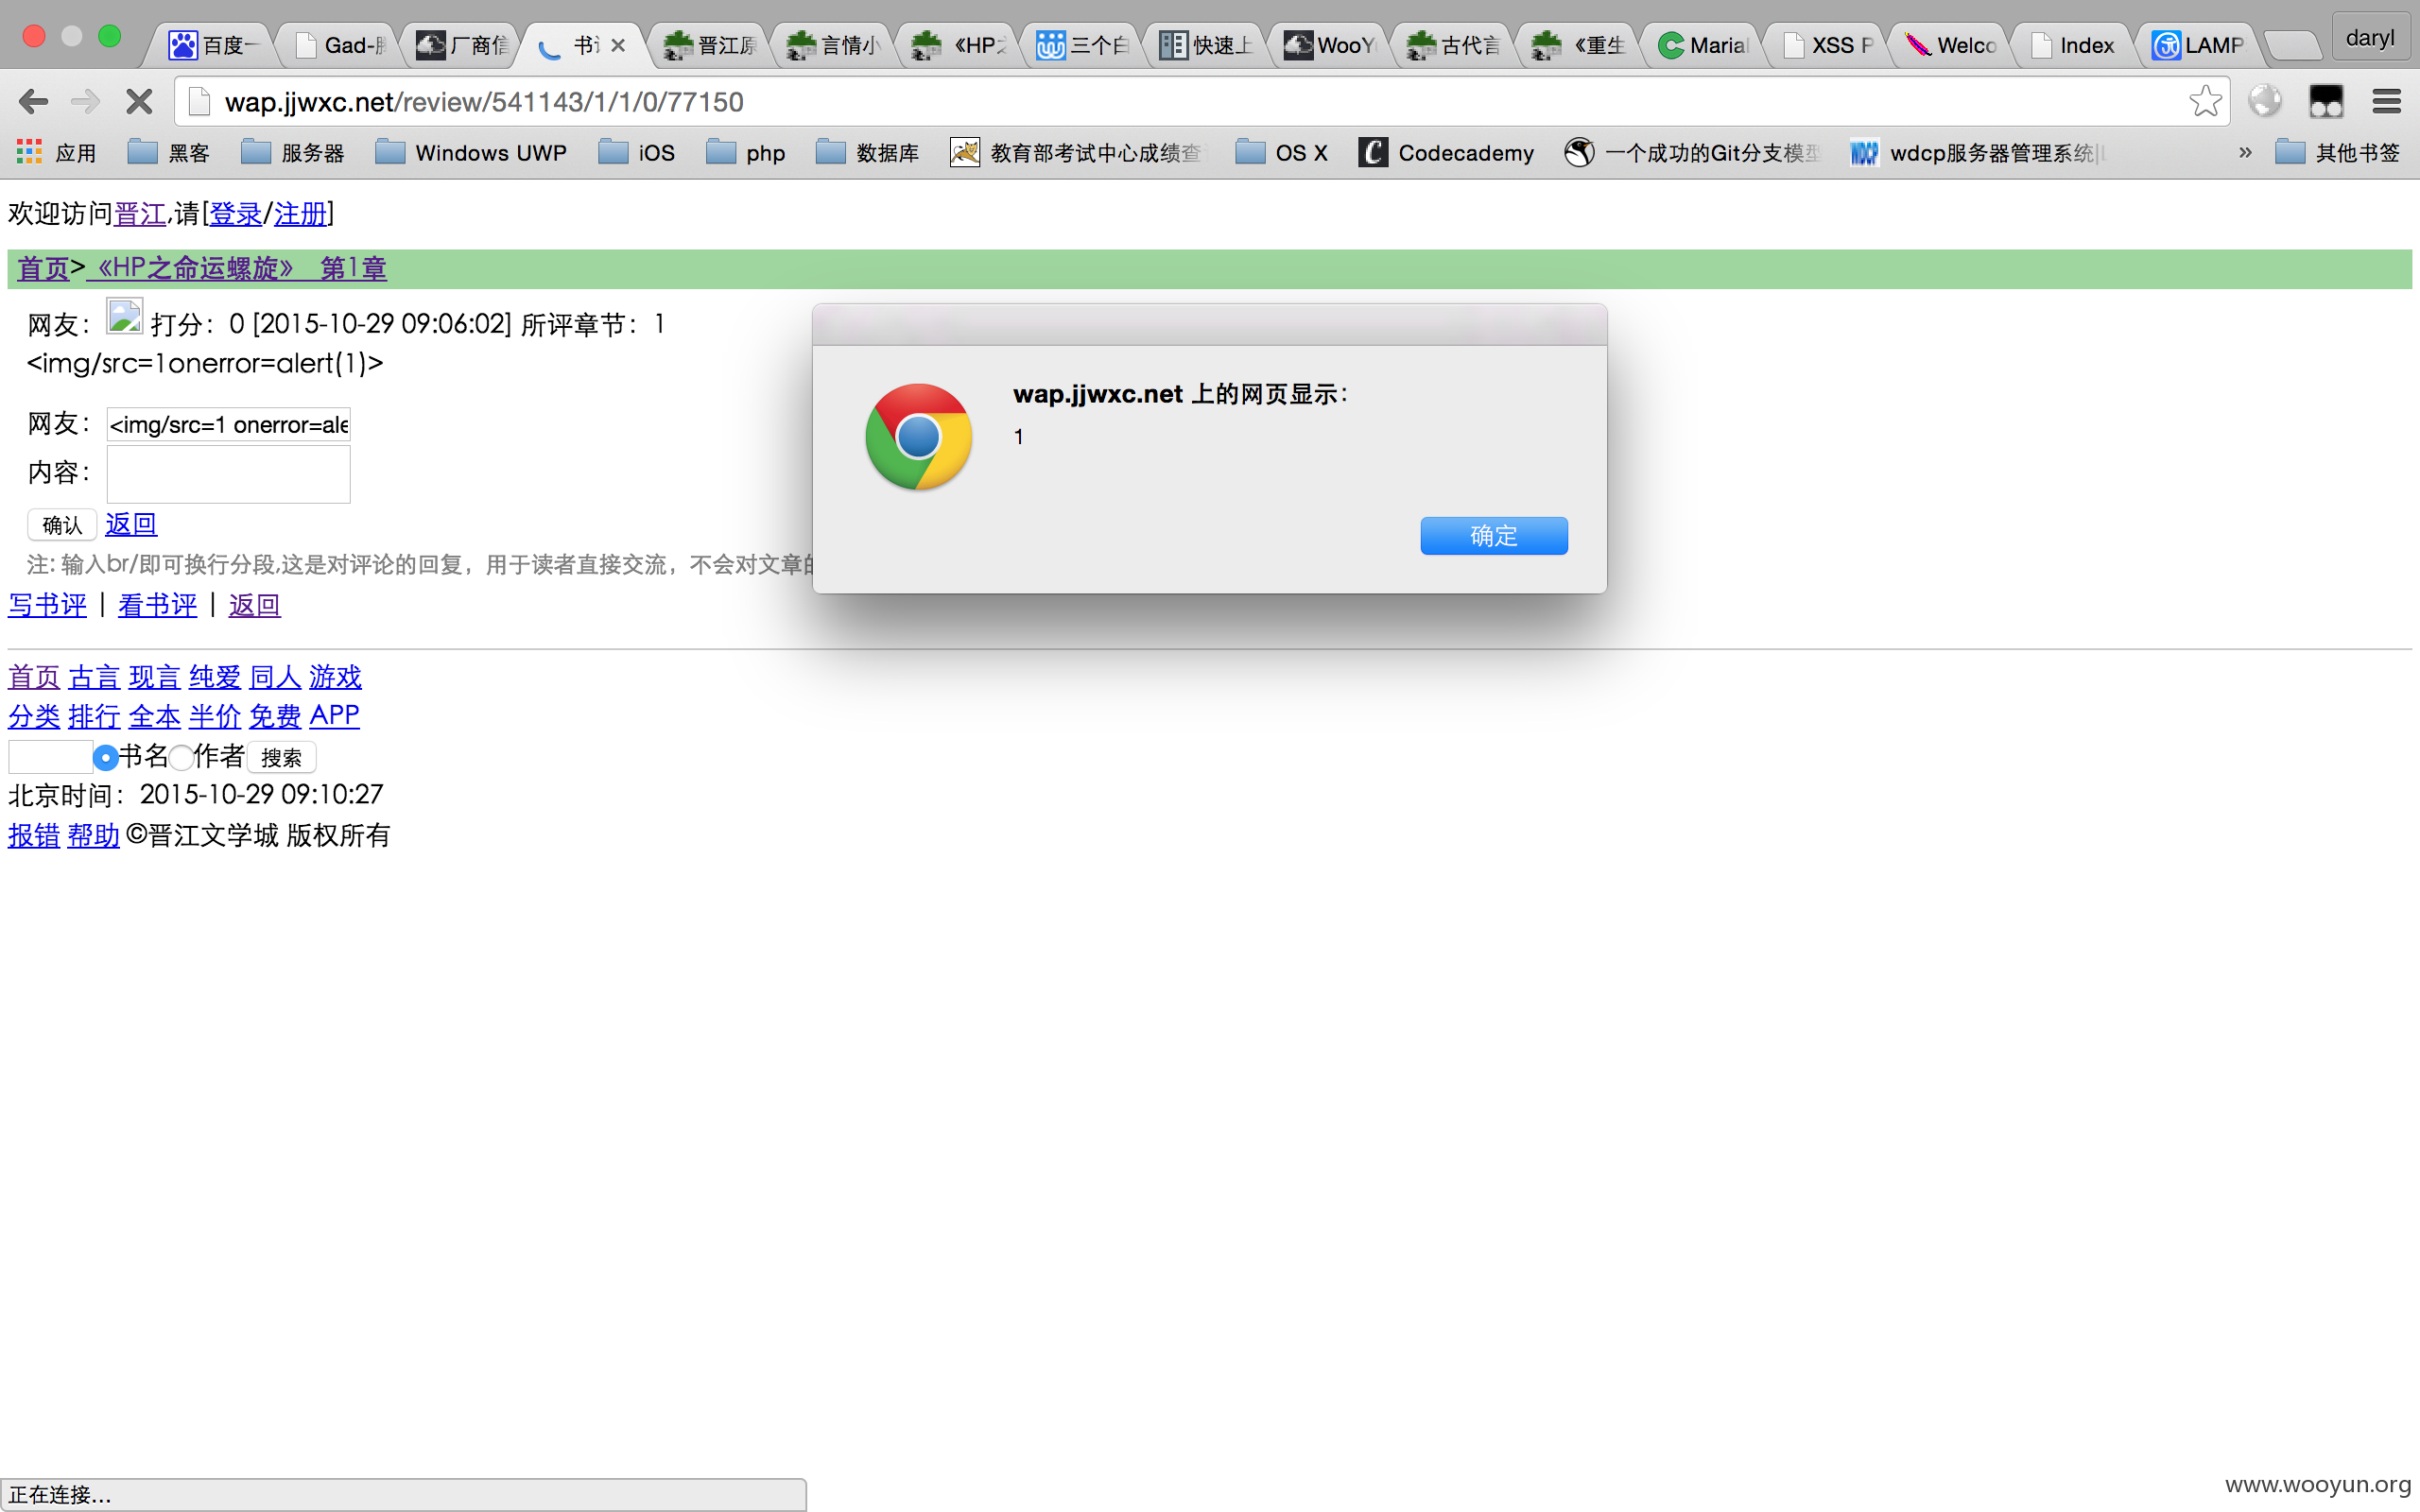 百度一 Gad-腾 厂商信 书评 晋江原 言情小 《HP之 三个白 快速上 WooYu 古代言 《重生 Maria XSS P Welco Index LAMP daryl
wap.jjwxc.net/review/541143/1/1/0/77150
应用 黑客 服务器 Windows UWP iOS php 数据库 教育部考试中心成绩查 OS X Codecademy 一个成功的Git分支模型 wdcp服务器管理系统| » 其他书签
欢迎访问晋江,请[登录/注册]
首页>《HP之命运螺旋》 第1章
网友: 打分:0 [2015-10-29 09:06:02] 所评章节:1
<img/src=1onerror=alert(1)>
网友: <img/src=1 onerror=ale
内容:
确认 返回
注: 输入br/即可换行分段,这是对评论的回复，用于读者直接交流，不会对文章的
写书评 | 看书评 | 返回
wap.jjwxc.net 上的网页显示:
1
确定
首页 古言 现言 纯爱 同人 游戏
分类 排行 全本 半价 免费 APP
书名 作者 搜索
北京时间：2015-10-29 09:10:27
报错 帮助 ©晋江文学城 版权所有
正在连接...
www.wooyun.org